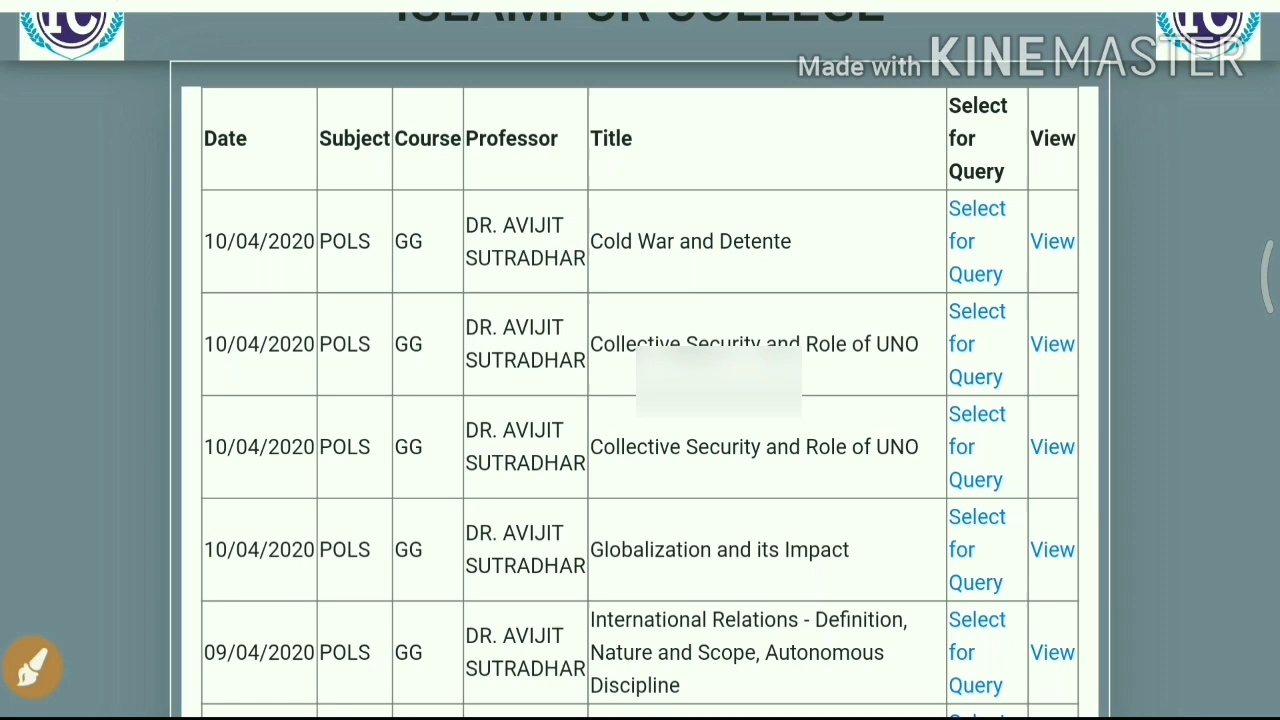 ISLAMPUR COLLEGE
Made with KINEMASTER
Date Subject Course Professor Title Select for Query View
10/04/2020 POLS GG DR. AVIJIT SUTRADHAR Cold War and Detente Select for Query View
10/04/2020 POLS GG DR. AVIJIT SUTRADHAR Collective Security and Role of UNO Select for Query View
10/04/2020 POLS GG DR. AVIJIT SUTRADHAR Collective Security and Role of UNO Select for Query View
10/04/2020 POLS GG DR. AVIJIT SUTRADHAR Globalization and its Impact Select for Query View
09/04/2020 POLS GG DR. AVIJIT SUTRADHAR International Relations - Definition, Nature and Scope, Autonomous Discipline Select for Query View